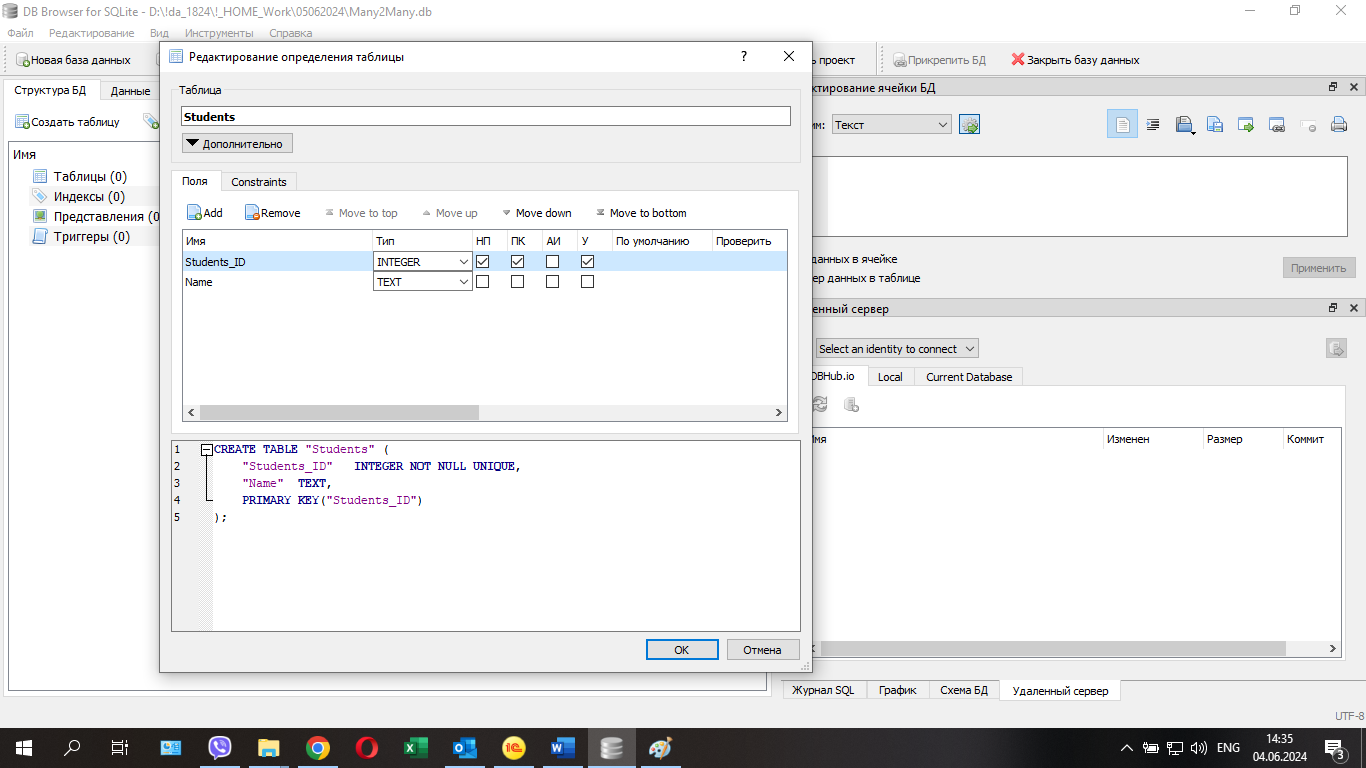 DB Browser for SQLite - D:\!da_1824\!_HOME_Work\05062024\Many2Many.db
Файл Редактирование Вид Инструменты Справка
Новая база данных
ь проект
Прикрепить БД
Закрыть базу данных
Структура БД
Данные
Создать таблицу
Имя
Таблицы (0)
Индексы (0)
Представления (0
Триггеры (0)
Редактирование определения таблицы
?
Таблица
Students
Дополнительно
Поля Constraints
Add Remove Move to top Move up Move down Move to bottom
Имя Тип НП ПК АИ У По умолчанию Проверить
Students_ID INTEGER
Name TEXT
1 CREATE TABLE "Students" (
2 "Students_ID" INTEGER NOT NULL UNIQUE,
3 "Name" TEXT,
4 PRIMARY KEY("Students_ID")
5 );
OK Отмена
ктирование ячейки БД
им: Текст
данных в ячейке
ер данных в таблице
Применить
енный сервер
Select an identity to connect
DBHub.io Local Current Database
Имя Изменен Размер Коммит
Журнал SQL График Схема БД Удаленный сервер
UTF-8
ENG
14:35
04.06.2024
3